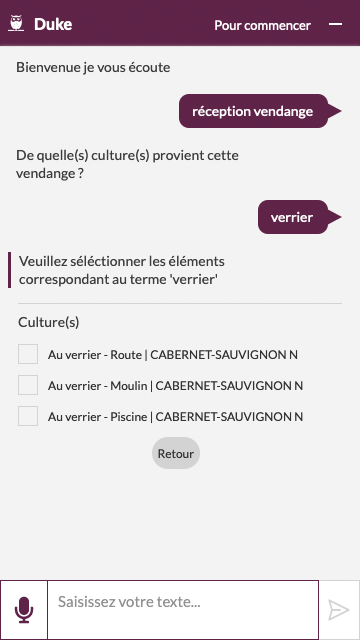 Duke
Pour commencer
Bienvenue je vous écoute
réception vendange
De quelle(s) culture(s) provient cette
vendange ?
verrier
Veuillez séléctionner les éléments
correspondant au terme 'verrier'
Culture(s)
Au verrier - Route | CABERNET-SAUVIGNON N
Au verrier - Moulin | CABERNET-SAUVIGNON N
Au verrier - Piscine | CABERNET-SAUVIGNON N
Retour
Saisissez votre texte...